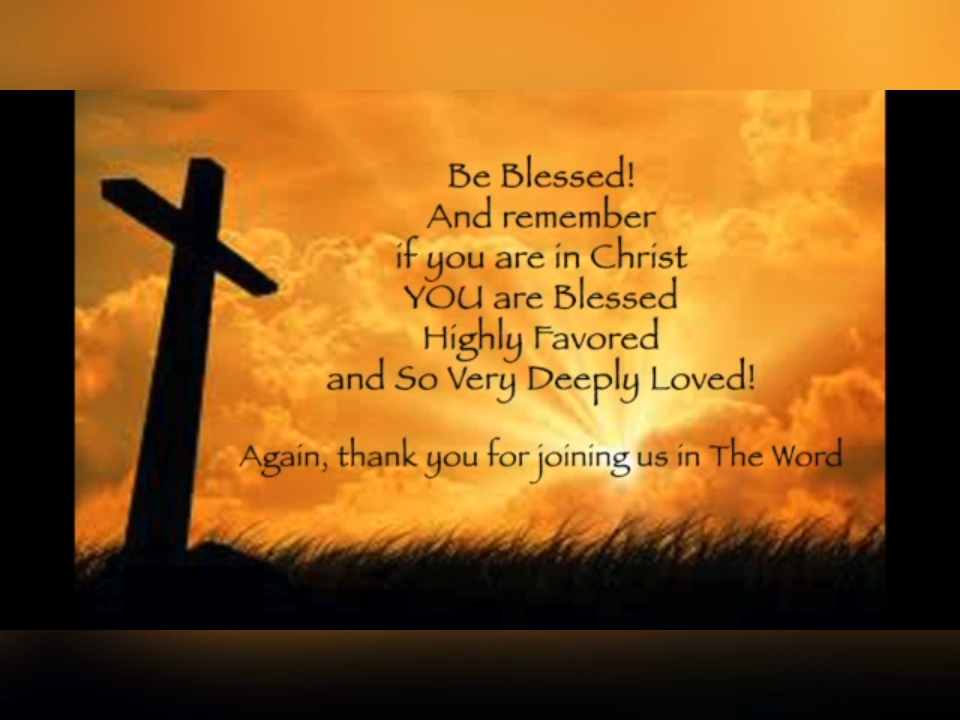 Be Blessed!
And remember
if you are in Christ
YOU are Blessed
Highly Favored
and So Very Deeply Loved!
Again, thank you for joining us in The Word